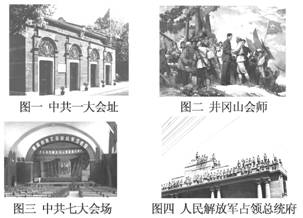 图一 中共一大会址
图二 井冈山会师
图三 中共七大会场
图四 人民解放军占领总统府